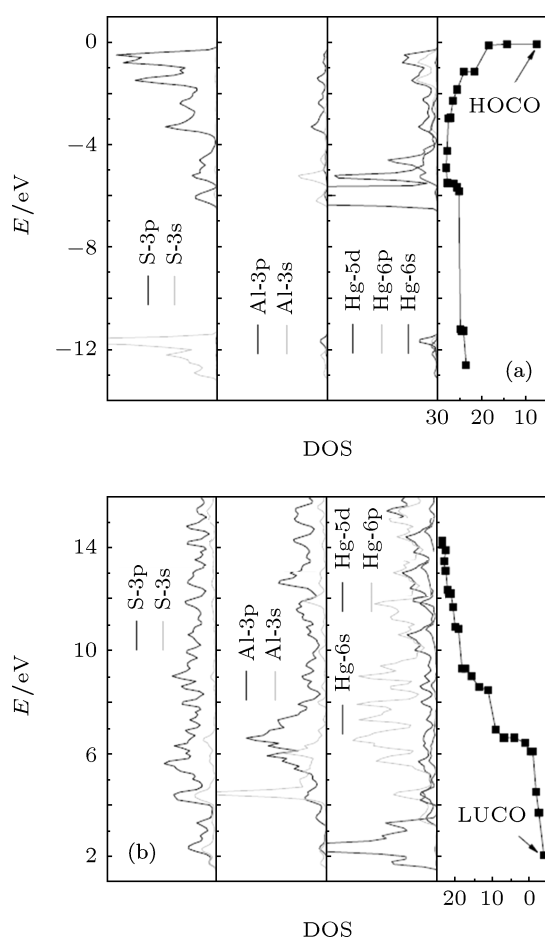 0
−4
−8
−12
E/eV
S-3p
S-3s
Al-3p
Al-3s
Hg-5d
Hg-6p
Hg-6s
HOCO
(a)
30 20 10
DOS
14
10
6
2
E/eV
S-3p
S-3s
Al-3p
Al-3s
Hg-5d
Hg-6p
Hg-6s
LUCO
(b)
20 10 0
DOS